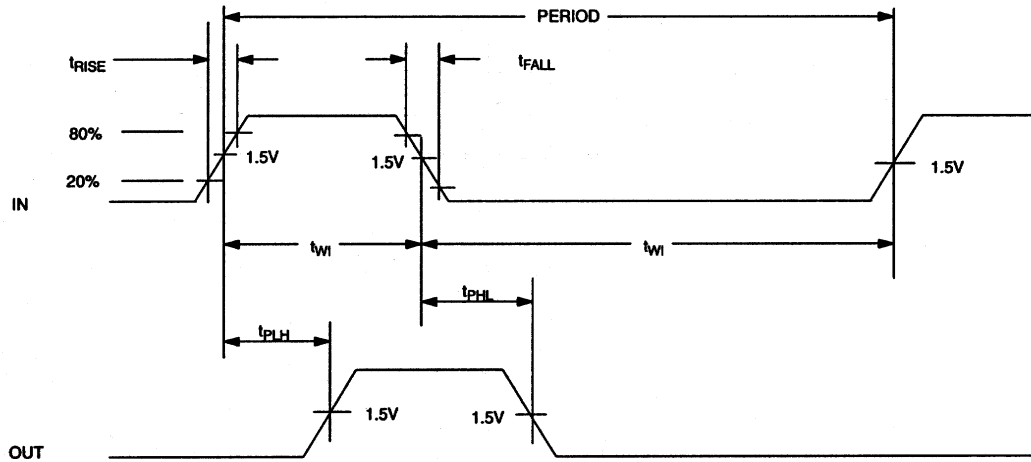 PERIOD
tRISE
tFALL
80%
1.5V
1.5V
1.5V
20%
IN
tWI
tWI
tPHL
tPLH
1.5V
1.5V
OUT